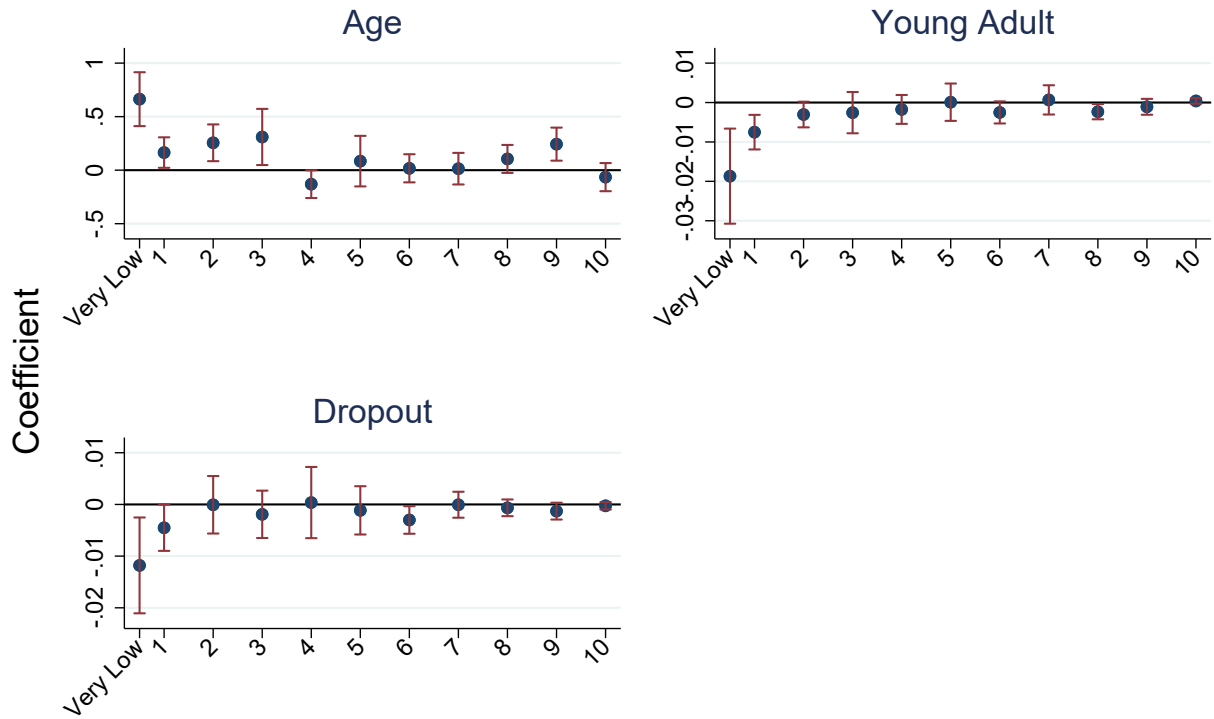 Age
1
.5
0
-.5
Very Low 1 2 3 4 5 6 7 8 9 10
Young Adult
.01
0
-.01
-.02
-.03
Very Low 1 2 3 4 5 6 7 8 9 10
Coefficient
Dropout
.01
0
-.01
-.02
Very Low 1 2 3 4 5 6 7 8 9 10